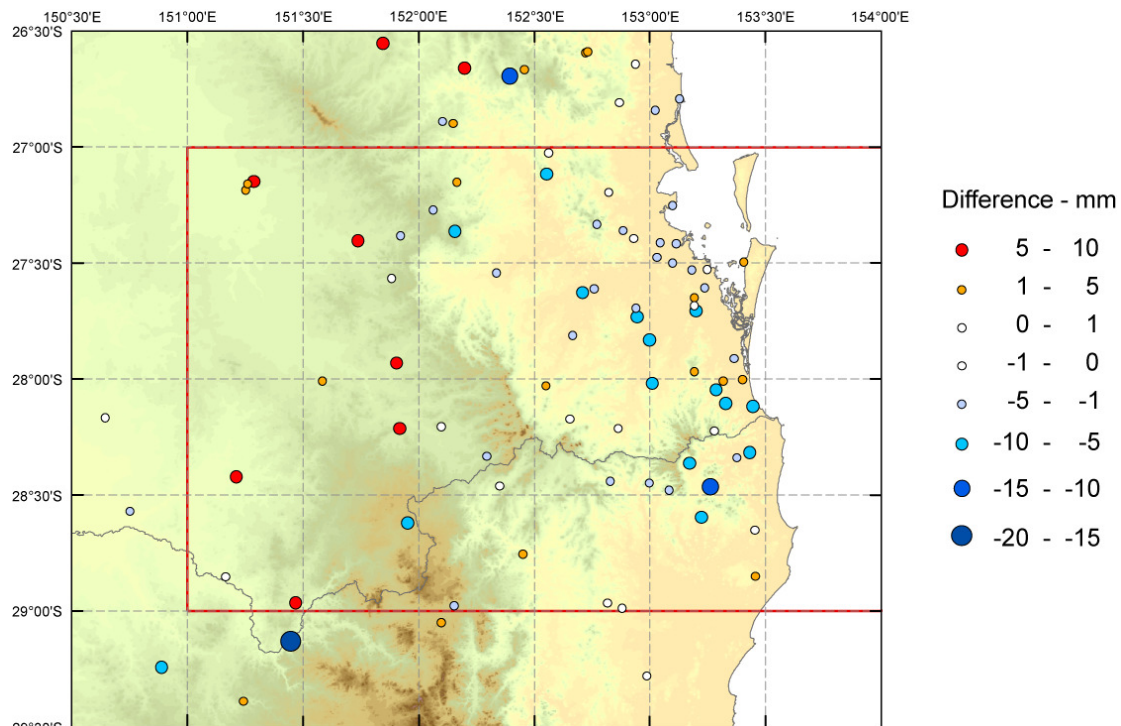 150°30'E 151°00'E 151°30'E 152°00'E 152°30'E 153°00'E 153°30'E 154°00'E
26°30'S
27°00'S
27°30'S
28°00'S
28°30'S
29°00'S
Difference - mm
5 - 10
1 - 5
0 - 1
-1 - 0
-5 - -1
-10 - -5
-15 - -10
-20 - -15